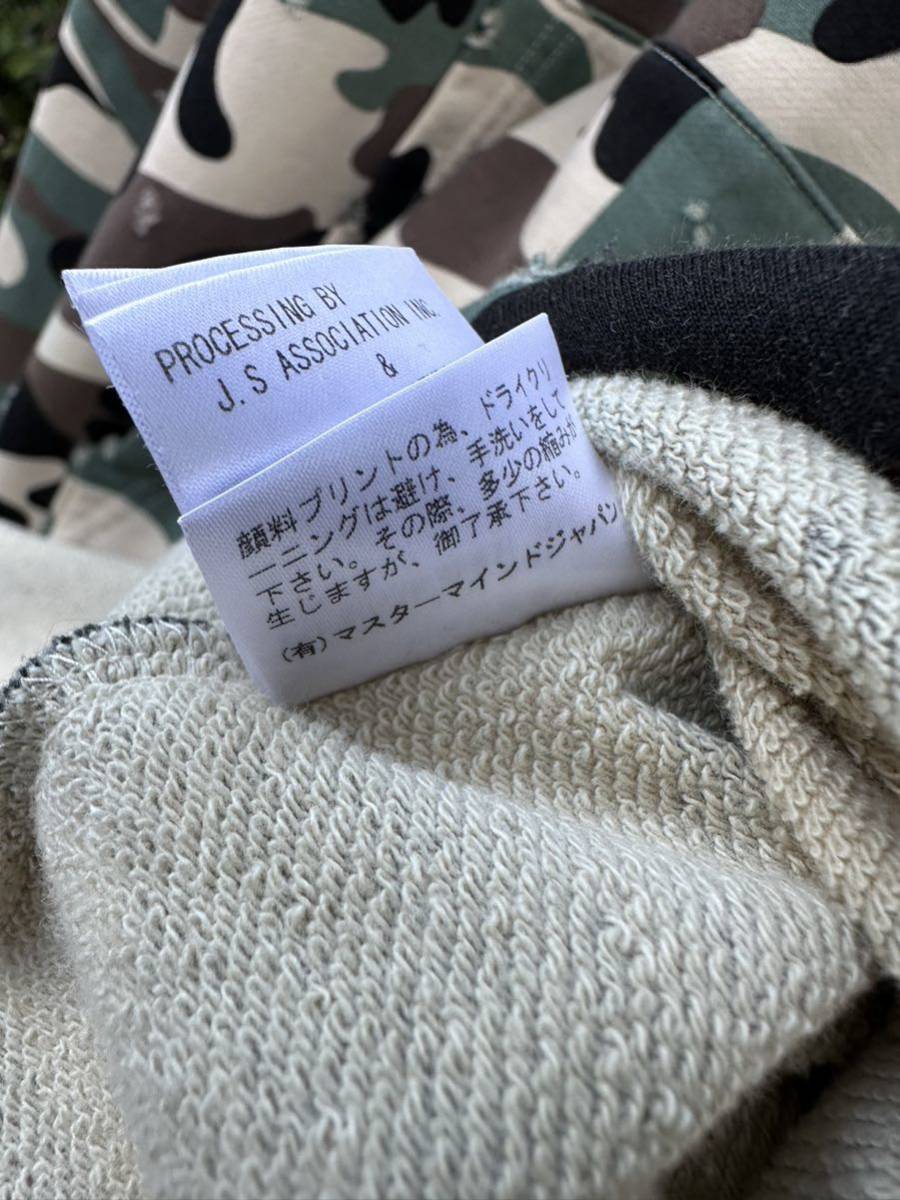 PROCESSING BY
J.S ASSOCIATION INC.
&
顔料プリントの為、ドライクリ
ーニングは避け、手洗いをして
下さい。その際、多少の縮みが
生じますが、御了承下さい。
(有)マスターマインドジャパン